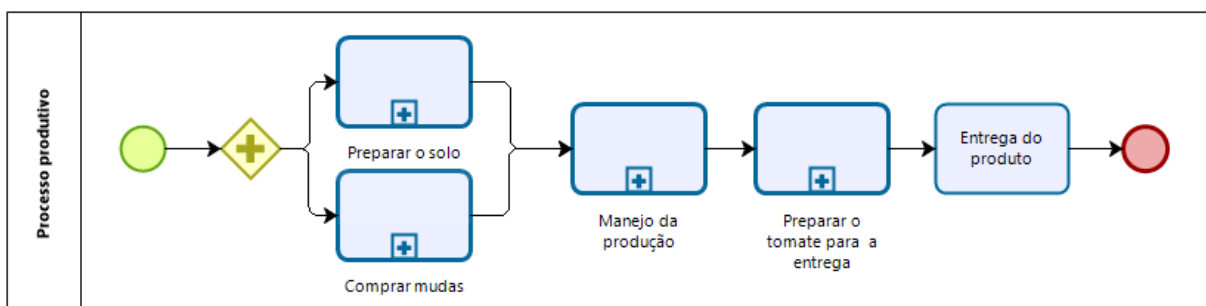 Processo produtivo
Preparar o solo
Comprar mudas
Manejo da
produção
Preparar o
tomate para a
entrega
Entrega do
produto